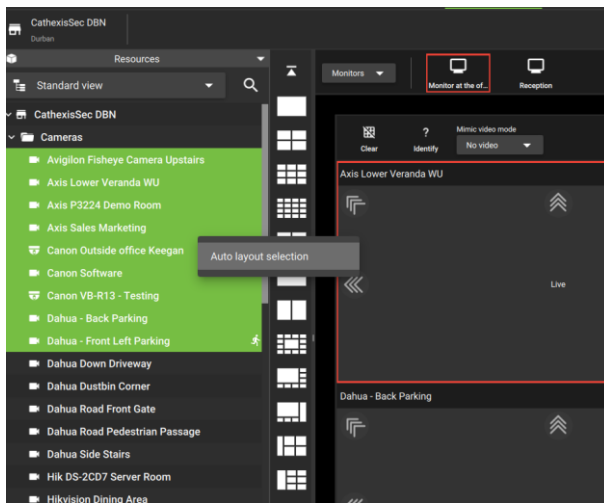 CathexisSec DBN
Durban
Resources
Standard view
CathexisSec DBN
Cameras
Avigilon Fisheye Camera Upstairs
Axis Lower Veranda WU
Axis P3224 Demo Room
Axis Sales Marketing
Canon Outside office Keegan
Canon Software
Canon VB-R13 - Testing
Dahua - Back Parking
Dahua - Front Left Parking
Dahua Down Driveway
Dahua Dustbin Corner
Dahua Road Front Gate
Dahua Road Pedestrian Passage
Dahua Side Stairs
Hik DS-2CD7 Server Room
Hikvision Dining Area
Auto layout selection
Monitors
Monitor at the of...
Reception
Clear
?
Identify
Mimic video mode
No video
Axis Lower Veranda WU
Live
Dahua - Back Parking